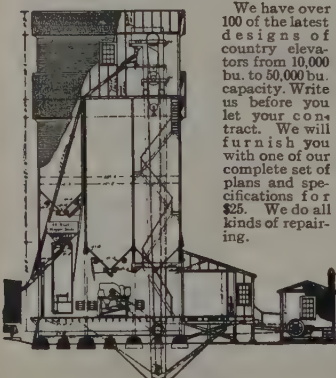 We have over
100 of the latest
designs of
country eleva-
tors from 10,000
bu. to 50,000 bu.
capacity. Write
us before you
let your con-
tract. We will
furnish you
with one of our
complete set of
plans and spe-
cifications for
$25. We do all
kinds of repair-
ing.